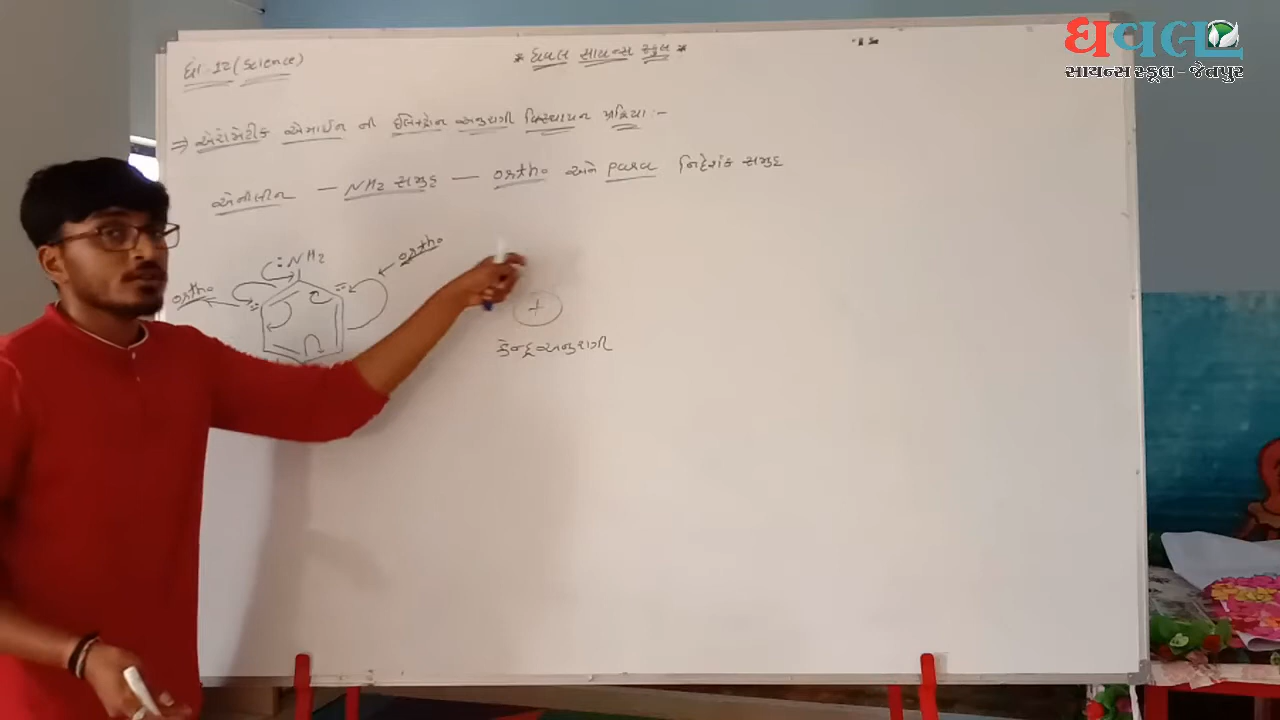 ધવલ
સાયન્સ સ્કૂલ - જેતપુર
ધો-12 (Science)
* ધવલ સાયન્સ સ્કૂલ *
⇒ એરોમેટીક એમાઈન ની ઈલેક્ટ્રોન અનુરાગી વિસ્થાપન પ્રક્રિયા :-
એનીલીન — NH2 સમુહ — ortho અને para નિર્દેશક સમુહ
ortho
:NH2
ortho
+
કેન્દ્રઅનુરાગી